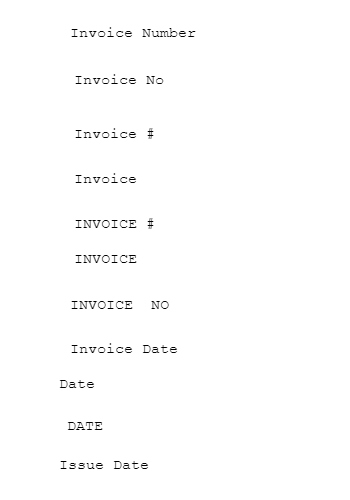 Invoice Number
Invoice No
Invoice #
Invoice
INVOICE #
INVOICE
INVOICE  NO
Invoice Date
Date
DATE
Issue Date